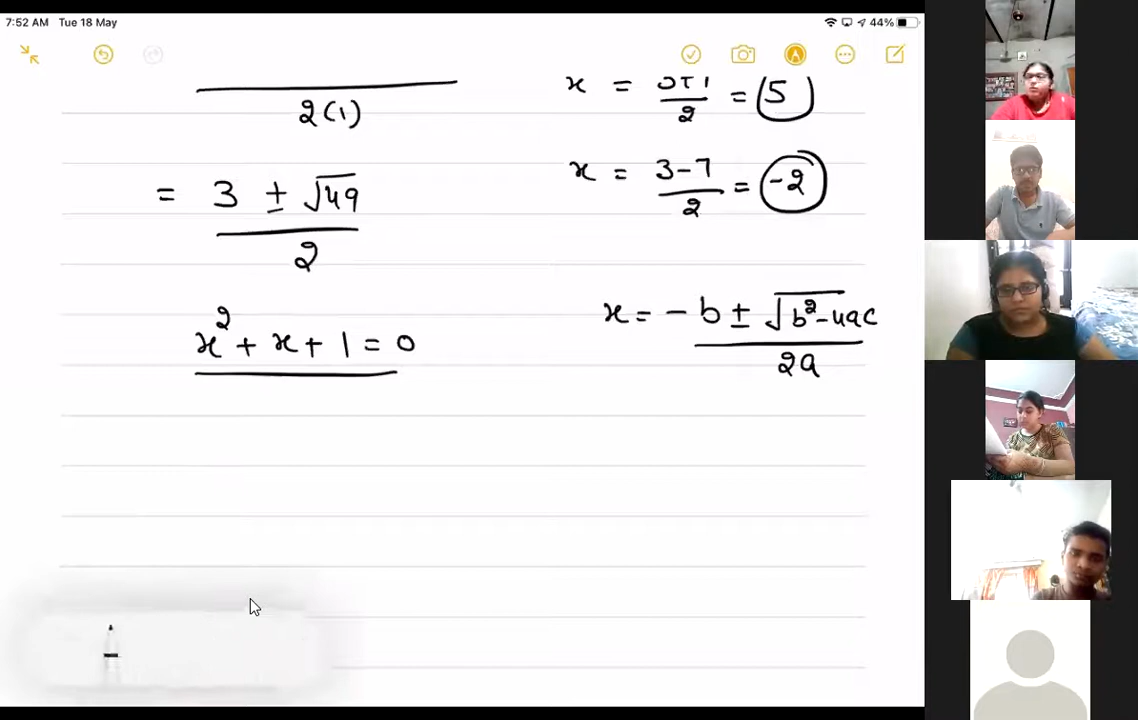 7:52 AM Tue 18 May
44%
2(1)
= 3 ± √49
2
x² + x + 1 = 0
x = 3+7
2 = 5
x = 3-7
2 = -2
x = -b ± √b²-4ac
2a